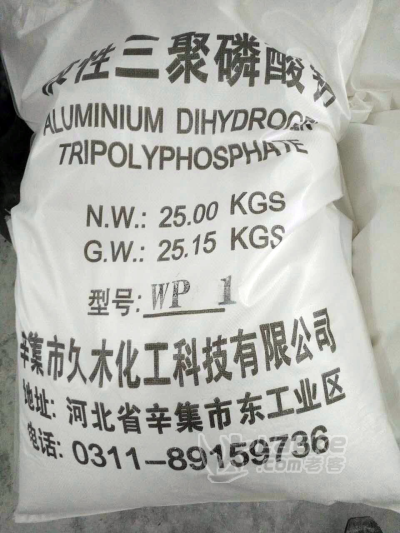 性三聚磷酸
ALUMINIUM
TRIPOLYPHOSPHATE
N.W.: 25.00 KGS
G.W.: 25.15 KGS
型号: WP 1
辛集市久木化工科技有限公司
地址: 河北省辛集市东工业区
电话: 0311-89159736